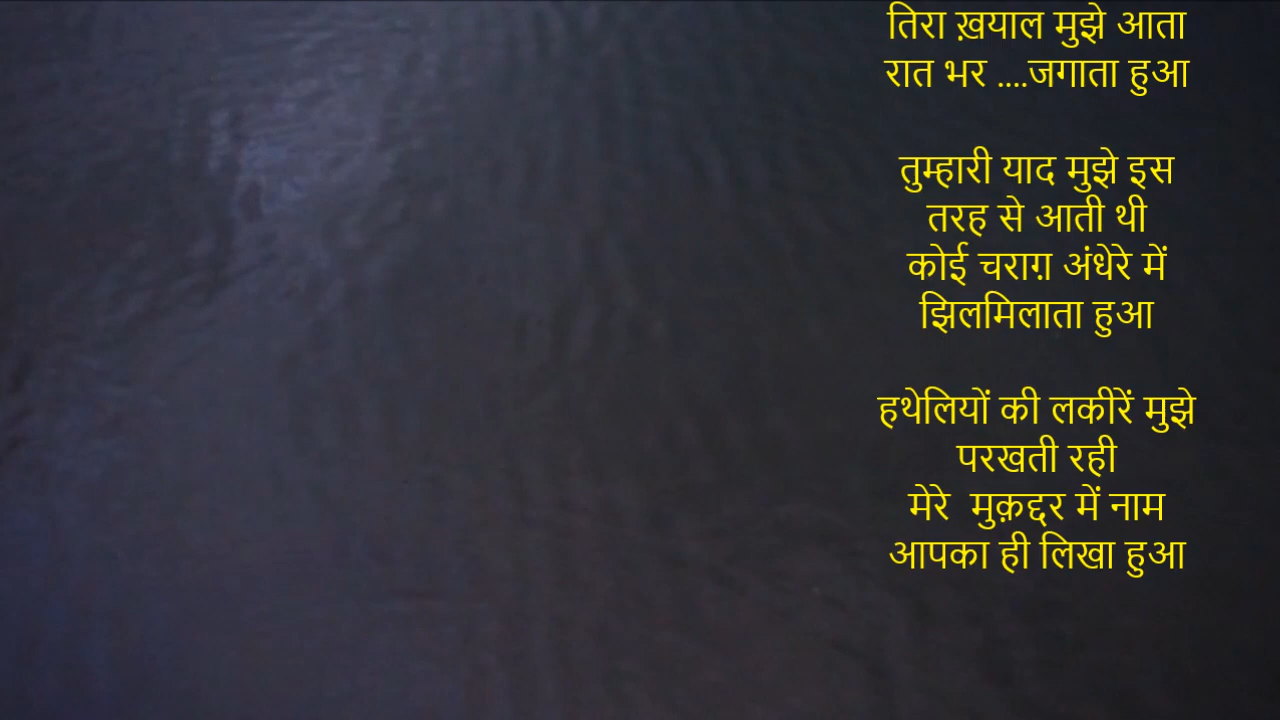 तिरा ख़याल मुझे आता
रात भर ....जगाता हुआ
तुम्हारी याद मुझे इस
तरह से आती थी
कोई चराग़ अंधेरे में
झिलमिलाता हुआ
हथेलियों की लकीरें मुझे
परखती रही
मेरे  मुक़द्दर में नाम
आपका ही लिखा हुआ